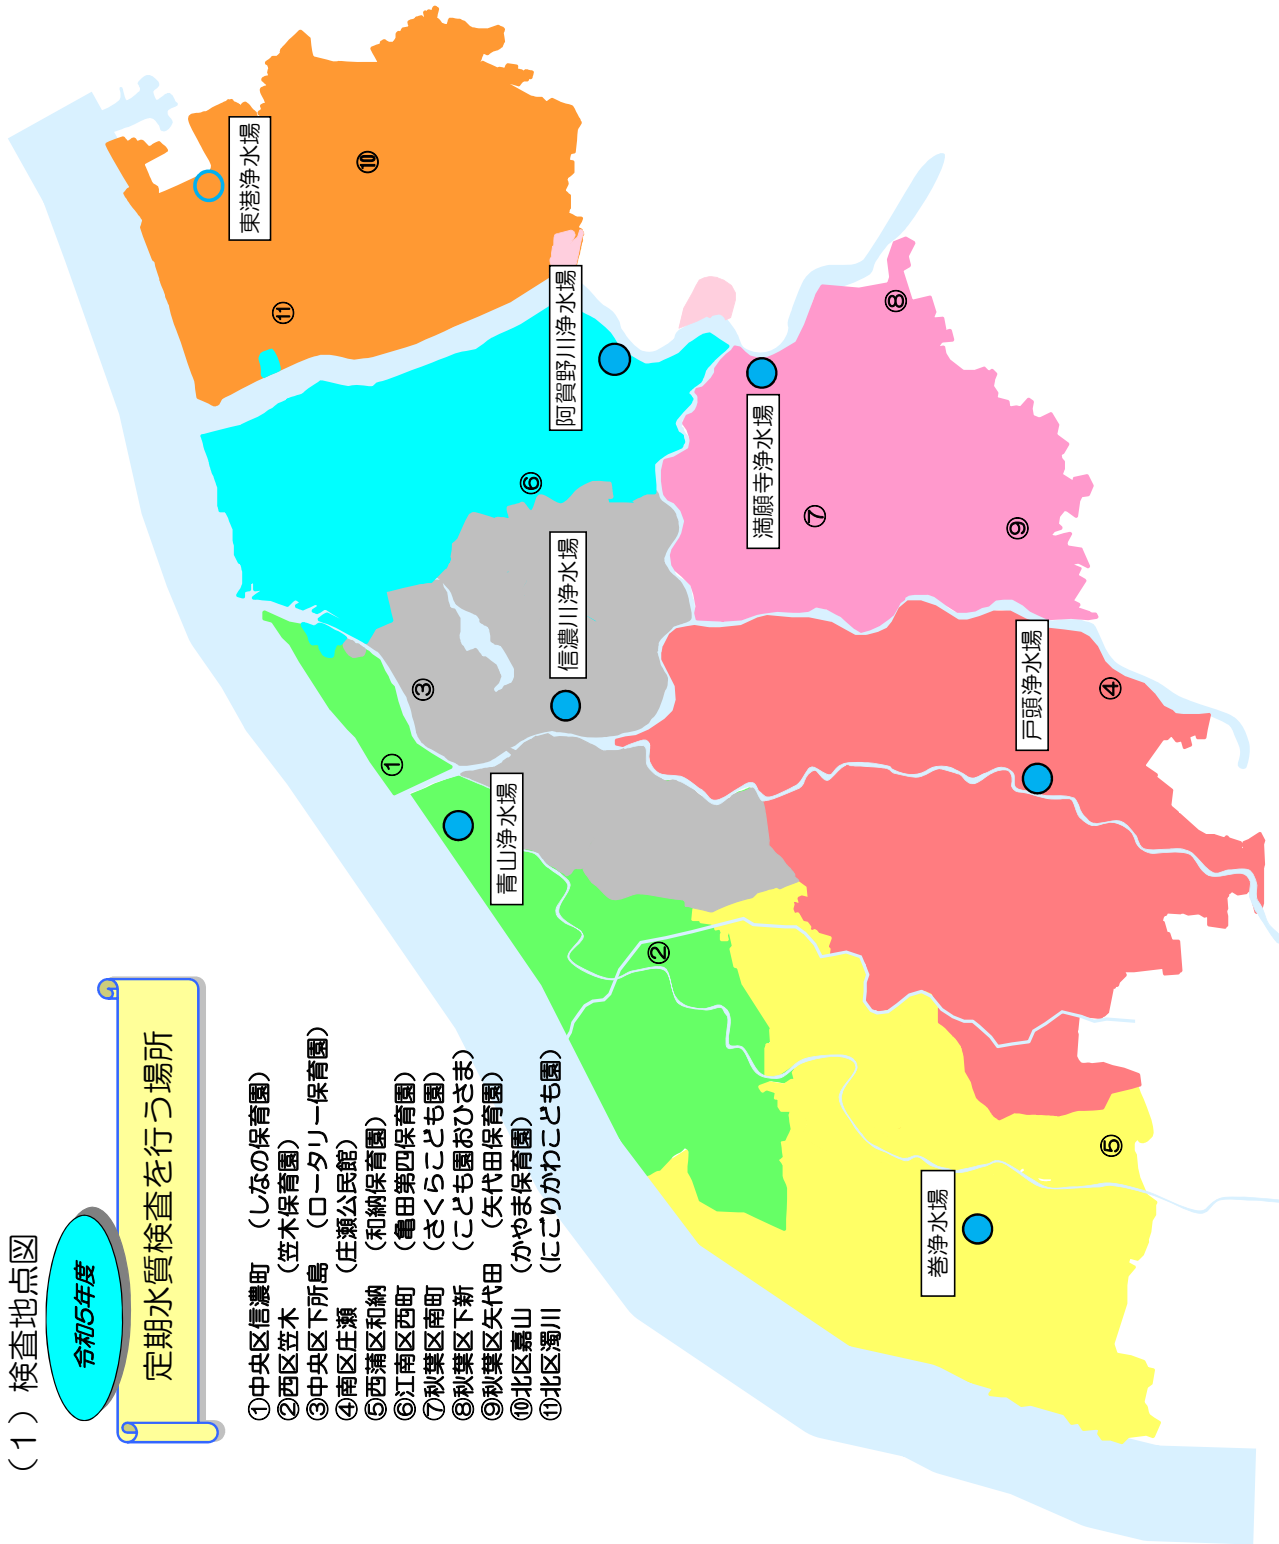 （１）検査地点図
令和5年度
定期水質検査を行う場所
①中央区信濃町　（しなの保育園）
②西区笠木　（笠木保育園）
③中央区下所島　（ロータリー保育園）
④南区庄瀬　（庄瀬公民館）
⑤西蒲区和納　（和納保育園）
⑥江南区西町　（亀田第四保育園）
⑦秋葉区南町　（さくらこども園）
⑧秋葉区下新　（こども園おひさま）
⑨秋葉区矢代田　（矢代田保育園）
⑩北区嘉山　（かやま保育園）
⑪北区濁川　（にごりかわこども園）
東港浄水場
阿賀野川浄水場
満願寺浄水場
信濃川浄水場
青山浄水場
戸頭浄水場
巻浄水場
①
②
③
④
⑤
⑥
⑦
⑧
⑨
⑩
⑪